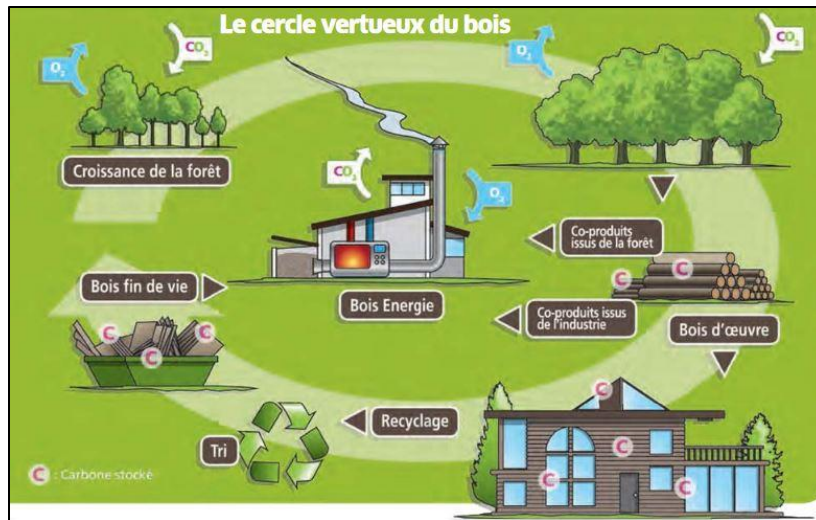 Le cercle vertueux du bois
O₂
CO₂
O₂
CO₂
Croissance de la forêt
CO₂
O₂
Co-produits
issus de la forêt
Bois fin de vie
Bois Energie
Co-produits issus
de l'industrie
C
C
Bois d'œuvre
C
C
C
C
Recyclage
Tri
C
C
C
C
C : Carbone stocké